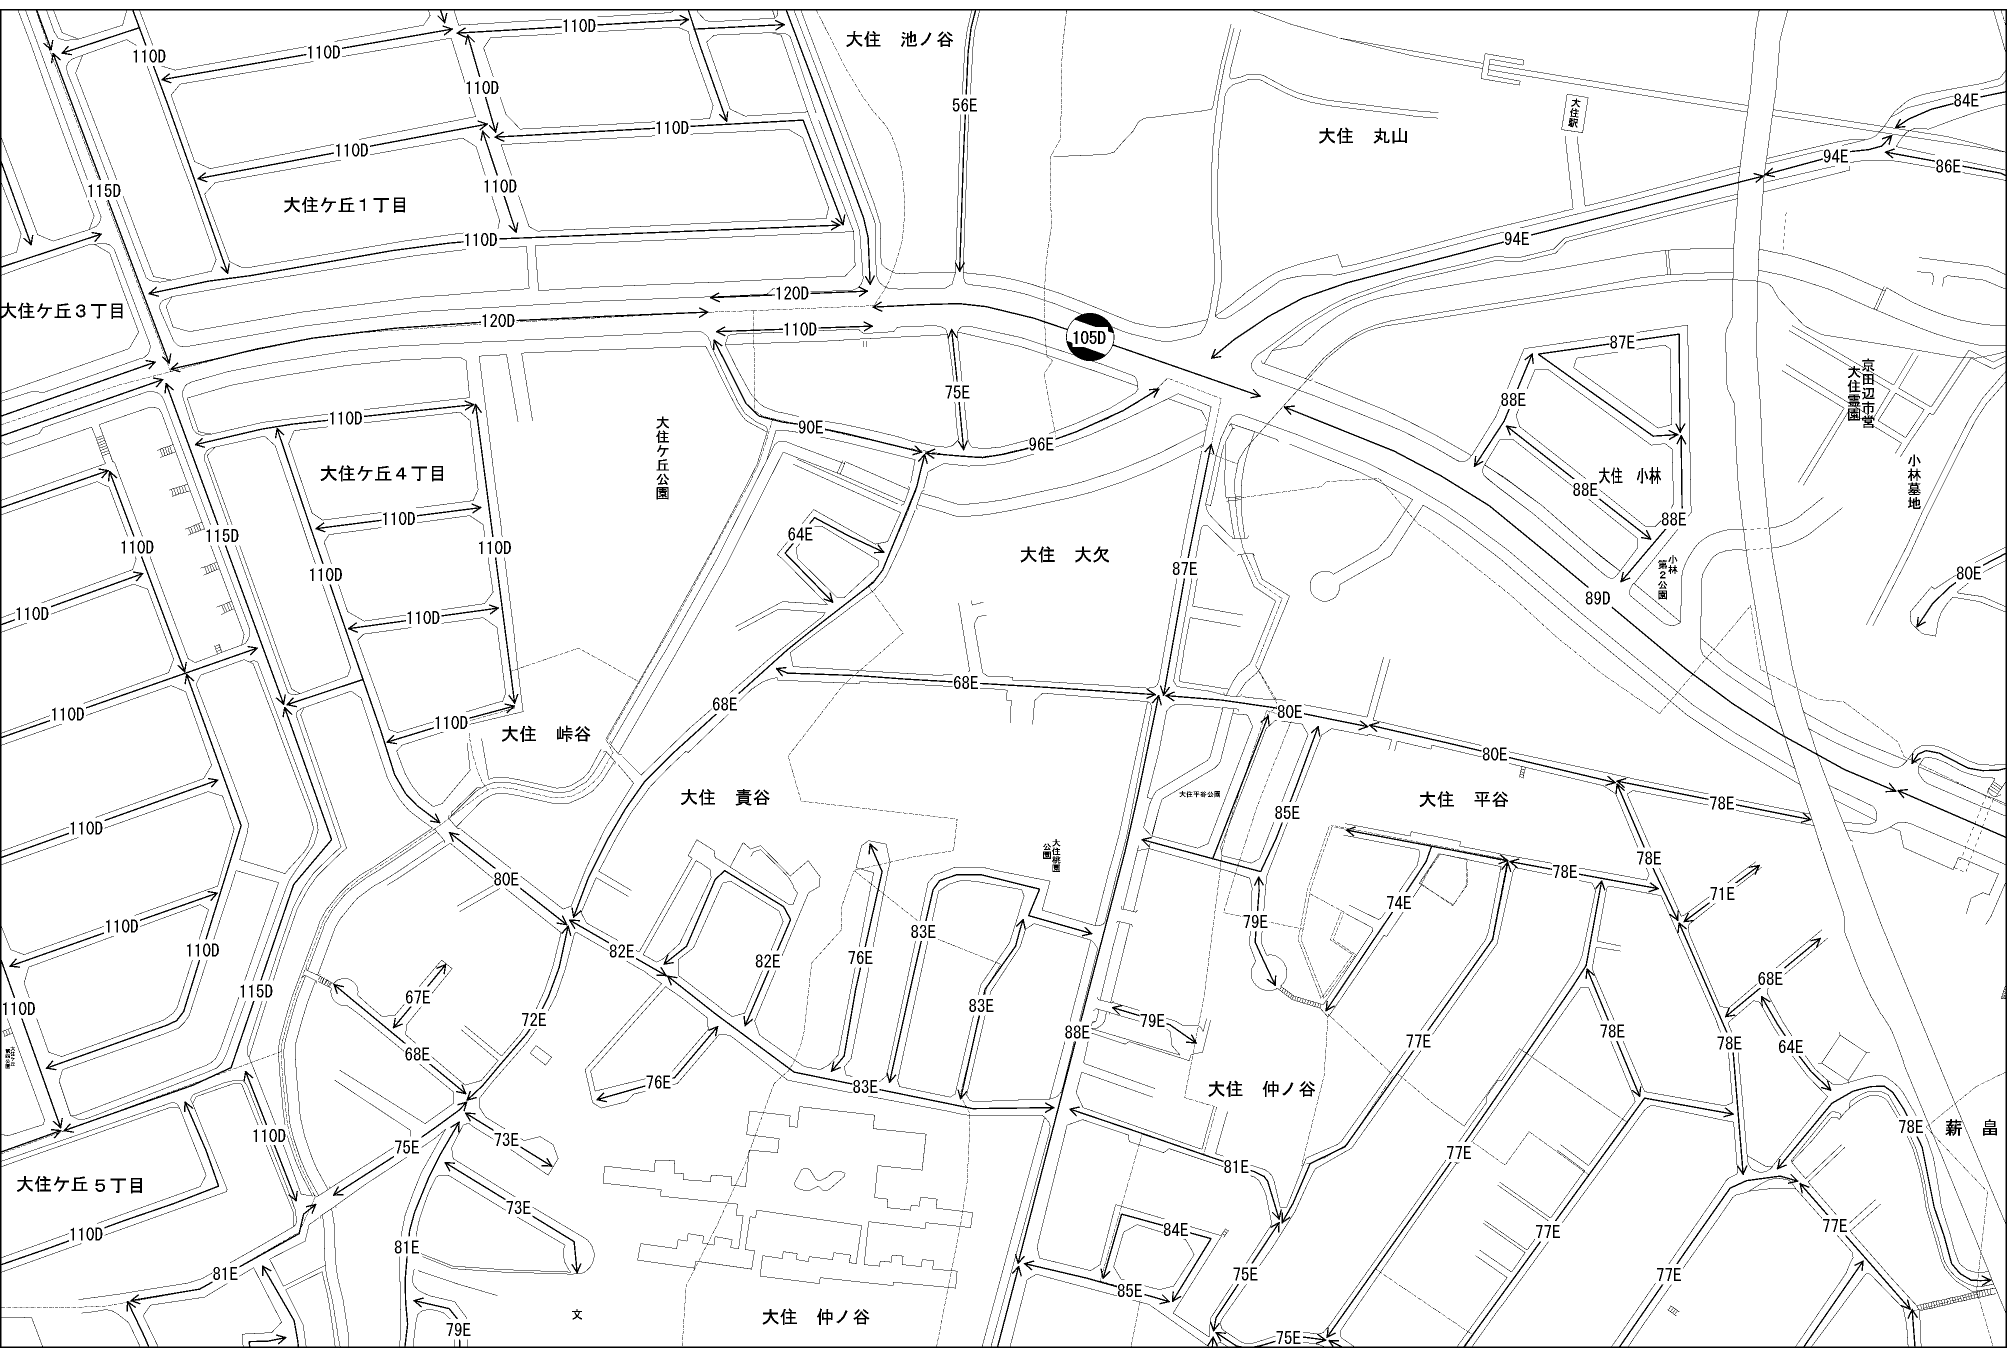 110D
110D
110D
大住 池ノ谷
110D
56E
84E
大住駅
110D
大住 丸山
110D
94E
86E
115D
110D
大住ケ丘1丁目
110D
94E
120D
大住ケ丘3丁目
120D
110D
105D
87E
京田辺市営
大住霊園
75E
88E
110D
90E
96E
大住ケ丘公園
大住ケ丘4丁目
大住 小林
小林墓地
88E
110D
88E
115D
64E
110D
110D
大住 大欠
小林
第2公園
110D
87E
80E
89D
110D
110D
68E
68E
80E
110D
110D
大住 峠谷
80E
大住 責谷
大住平谷公園
大住 平谷
78E
85E
110D
大住桃園
公園
78E
78E
80E
71E
74E
110D
83E
79E
110D
82E
82E
76E
68E
115D
67E
83E
110D
72E
79E
88E
78E
78E
77E
64E
68E
76E
83E
大住 仲ノ谷
78E
薪 畠
110D
73E
75E
77E
81E
大住ケ丘5丁目
73E
77E
84E
77E
110D
81E
81E
75E
77E
85E
文
大住 仲ノ谷
79E
75E